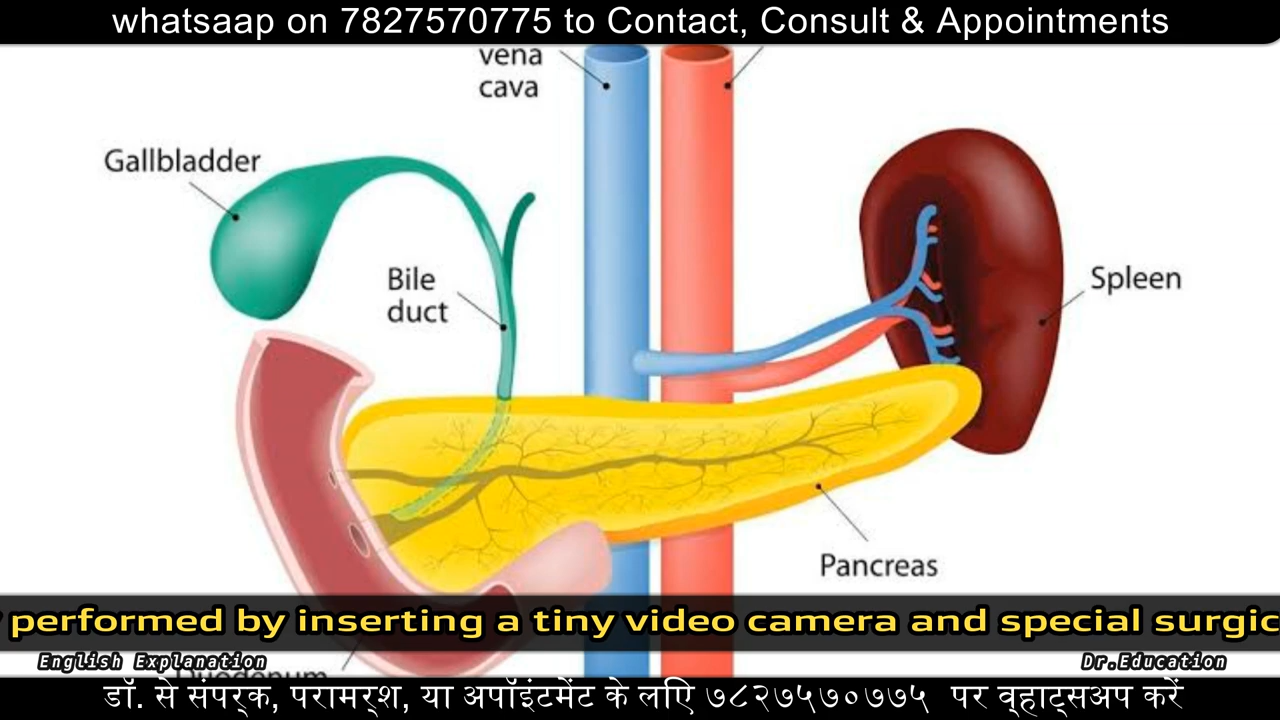 whatsaap on 7827570775 to Contact, Consult & Appointments
vena
cava
Gallbladder
Bile
duct
Spleen
Pancreas
performed by inserting a tiny video camera and special surgic
English Explanation
Dr.Education
Duodenum
डॉ. से संपर्क, परामर्श, या अपॉइंटमेंट के लिए ७८२७५७०७७५ पर व्हाट्सअप करें